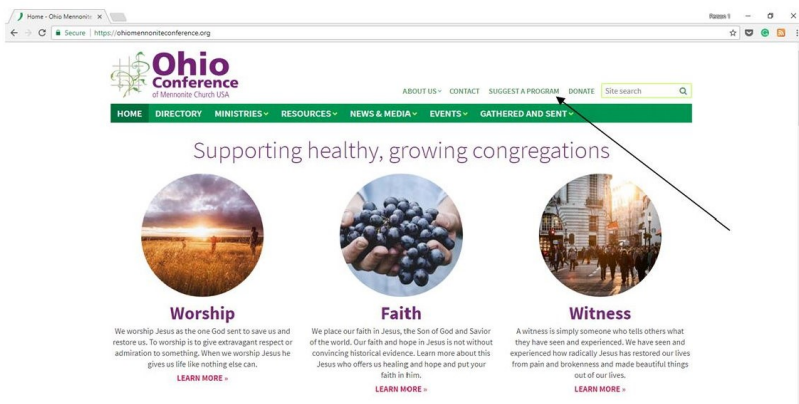 Home - Ohio Mennonite
Secure | https://ohiomennoniteconference.org
Ohio
Conference
of Mennonite Church USA
ABOUT US CONTACT SUGGEST A PROGRAM DONATE Site search
HOME DIRECTORY MINISTRIES RESOURCES NEWS & MEDIA EVENTS GATHERED AND SENT
Supporting healthy, growing congregations
Worship
We worship Jesus as the one God sent to save us and
restore us. To worship is to give extravagant respect or
admiration to something. When we worship Jesus he
gives us life like nothing else can.
LEARN MORE »
Faith
We place our faith in Jesus, the Son of God and Savior
of the world. Our faith and hope in Jesus is not without
convincing historical evidence. Learn more about this
Jesus who offers us healing and hope and put your
faith in him.
LEARN MORE »
Witness
A witness is simply someone who tells others what
they have seen and experienced. We have seen and
experienced how radically Jesus has restored our lives
from pain and brokenness and made beautiful things
out of our lives.
LEARN MORE »